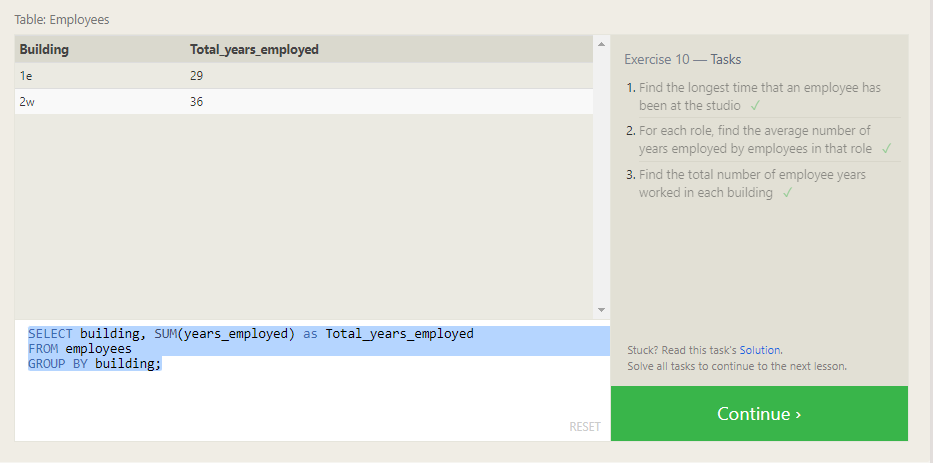 Table: Employees
Building Total_years_employed
1e 29
2w 36
SELECT building, SUM(years_employed) as Total_years_employed
FROM employees
GROUP BY building;
RESET
Exercise 10 — Tasks
1. Find the longest time that an employee has
been at the studio ✓
2. For each role, find the average number of
years employed by employees in that role ✓
3. Find the total number of employee years
worked in each building ✓
Stuck? Read this task's Solution.
Solve all tasks to continue to the next lesson.
Continue ›